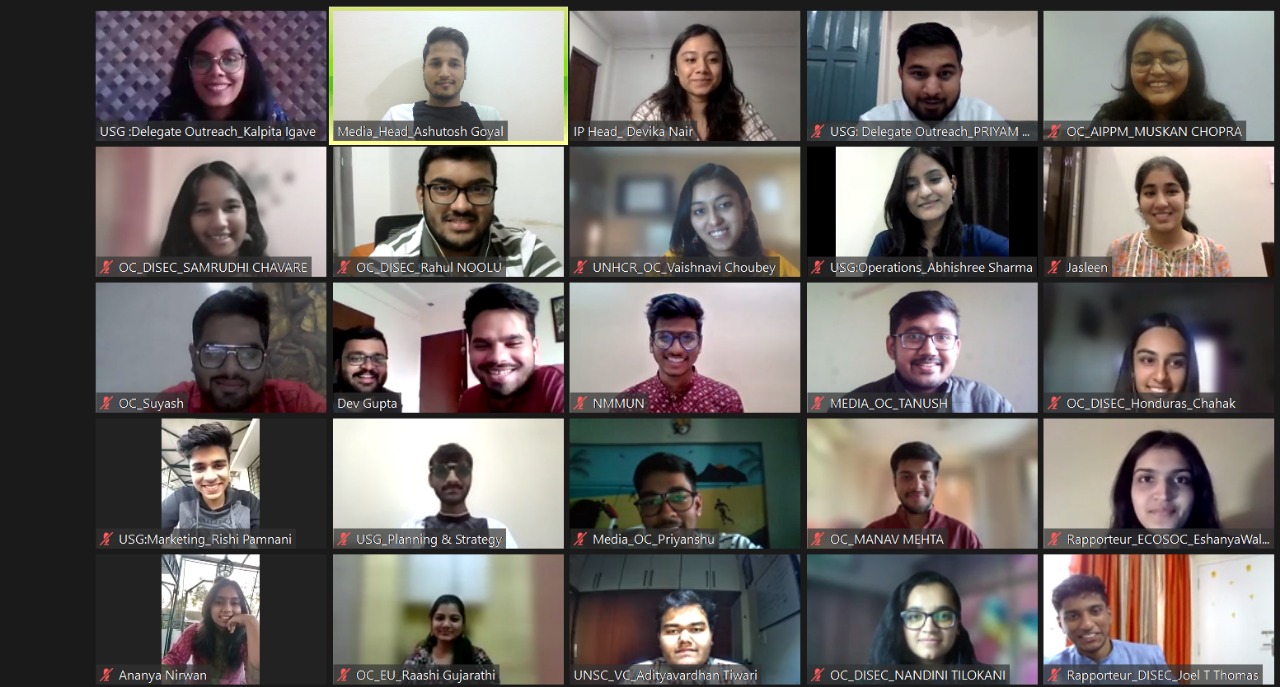 USG :Delegate Outreach_Kalpita Igave
Media_Head_Ashutosh Goyal
IP Head_ Devika Nair
USG: Delegate Outreach_PRIYAM ...
OC_AIPPM_MUSKAN CHOPRA
OC_DISEC_SAMRUDHI CHAVARE
OC_DISEC_Rahul NOOLU
UNHCR_OC_Vaishnavi Choubey
USG:Operations_Abhishree Sharma
Jasleen
OC_Suyash
Dev Gupta
NMMUN
MEDIA_OC_TANUSH
OC_DISEC_Honduras_Chahak
USG:Marketing_Rishi Pamnani
USG_Planning & Strategy
Media_OC_Priyanshu
OC_MANAV MEHTA
Rapporteur_ECOSOC_EshanyaWal...
Ananya Nirwan
OC_EU_Raashi Gujarathi
UNSC_VC_Adityavardhan Tiwari
OC_DISEC_NANDINI TILOKANI
Rapporteur_DISEC_Joel T Thomas